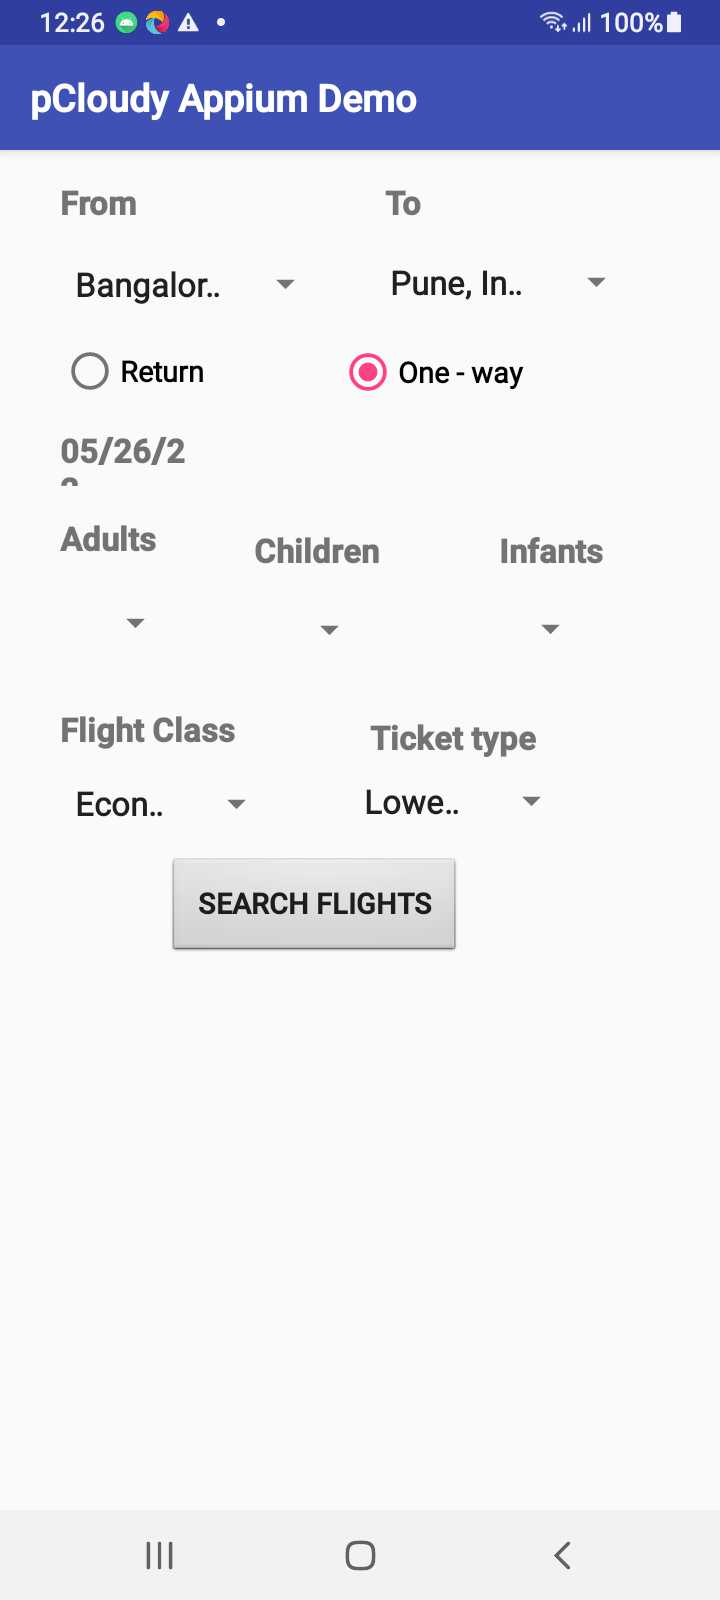 12:26 100%
pCloudy Appium Demo
From To
Bangalor.. Pune, In..
Return One - way
05/26/2
Adults Children Infants
Flight Class Ticket type
Econ.. Lowe..
SEARCH FLIGHTS